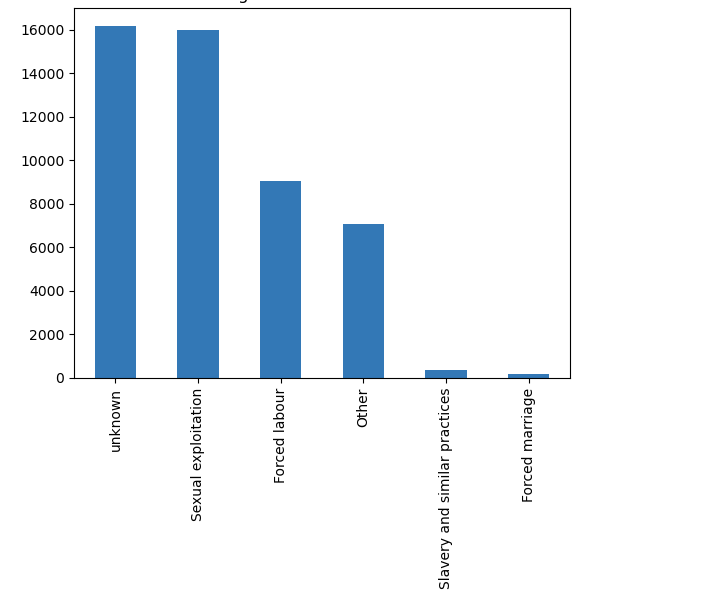 16000
14000
12000
10000
8000
6000
4000
2000
0
unknown
Sexual exploitation
Forced labour
Other
Slavery and similar practices
Forced marriage